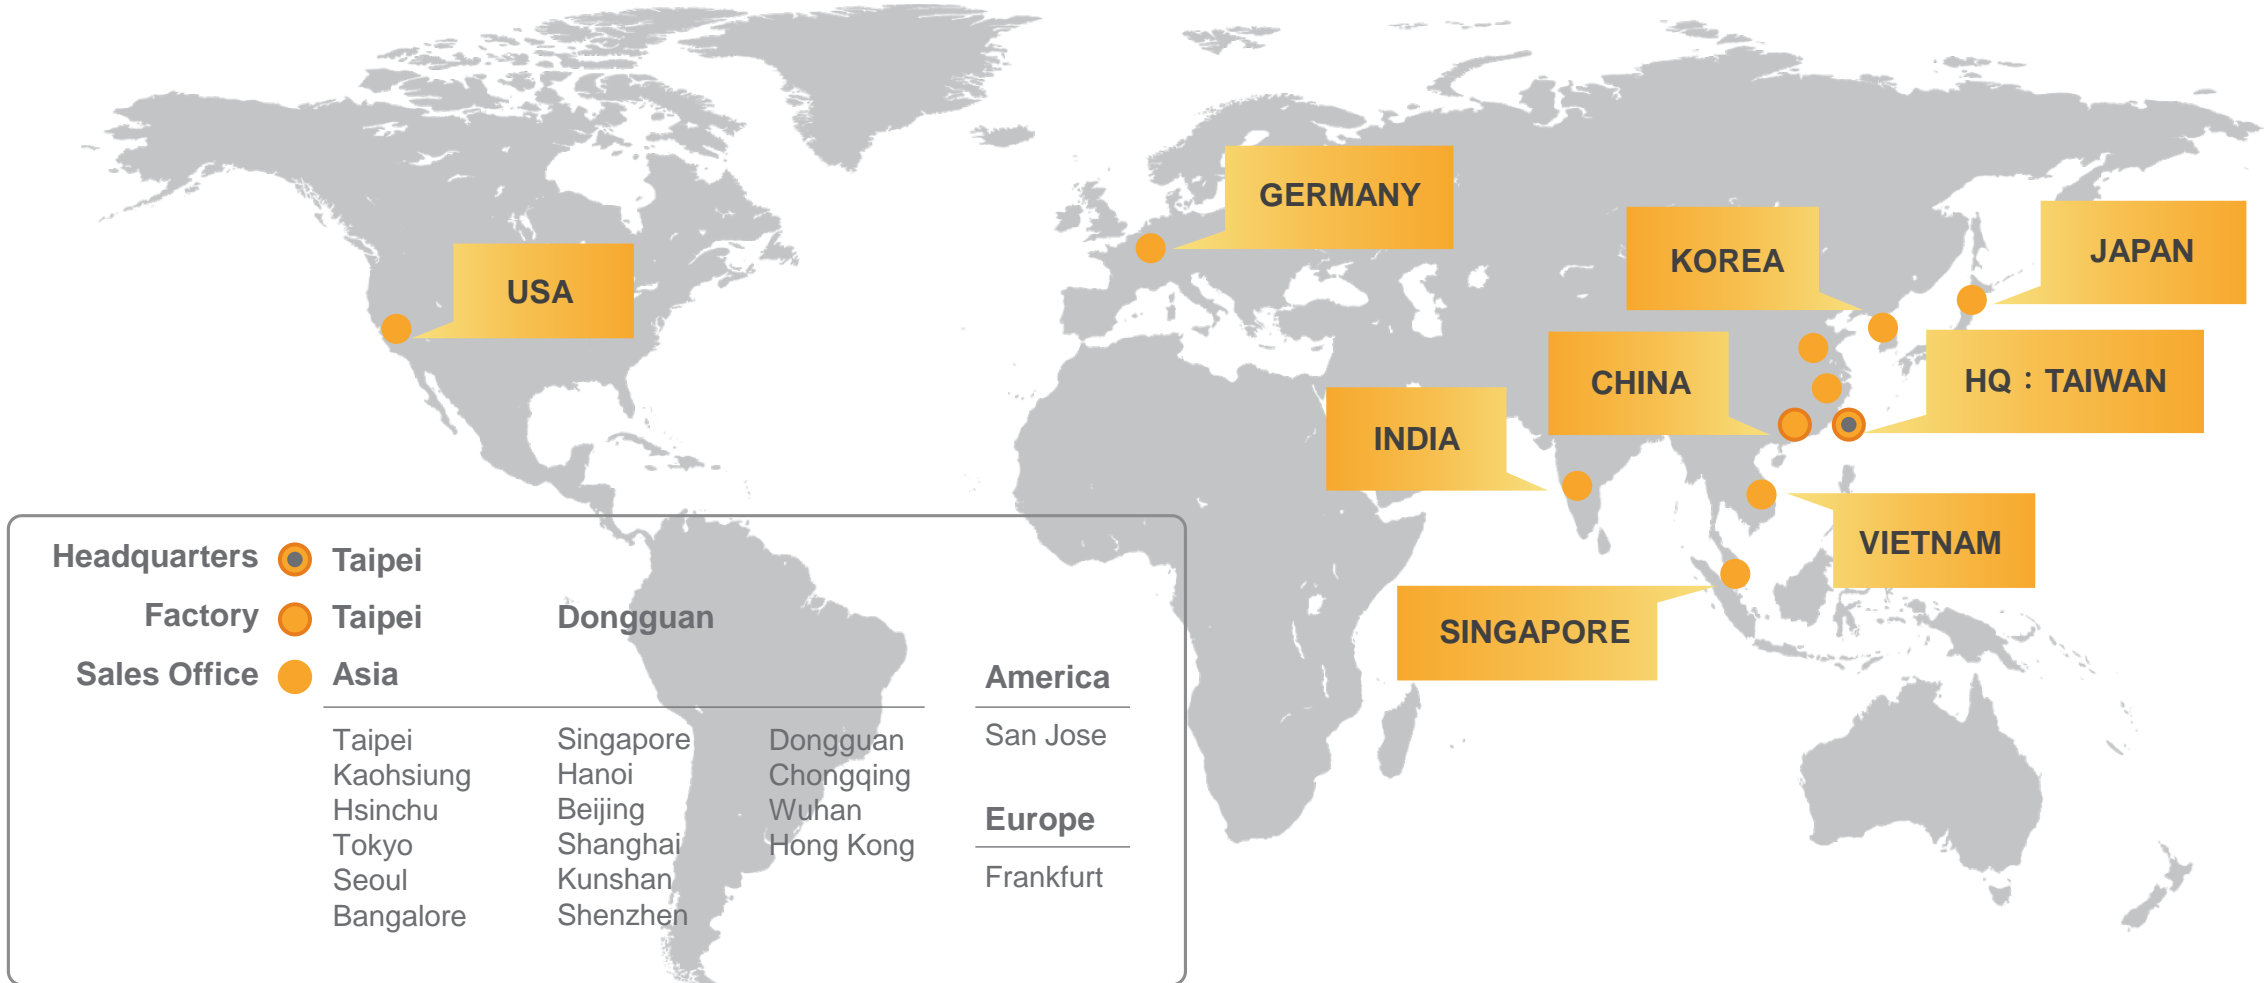 GERMANY
KOREA
JAPAN
USA
CHINA
HQ：TAIWAN
INDIA
VIETNAM
SINGAPORE
Headquarters Taipei
Factory Taipei Dongguan
Sales Office Asia
Taipei Singapore Dongguan
Kaohsiung Hanoi Chongqing
Hsinchu Beijing Wuhan
Tokyo Shanghai Hong Kong
Seoul Kunshan
Bangalore Shenzhen
America
San Jose
Europe
Frankfurt